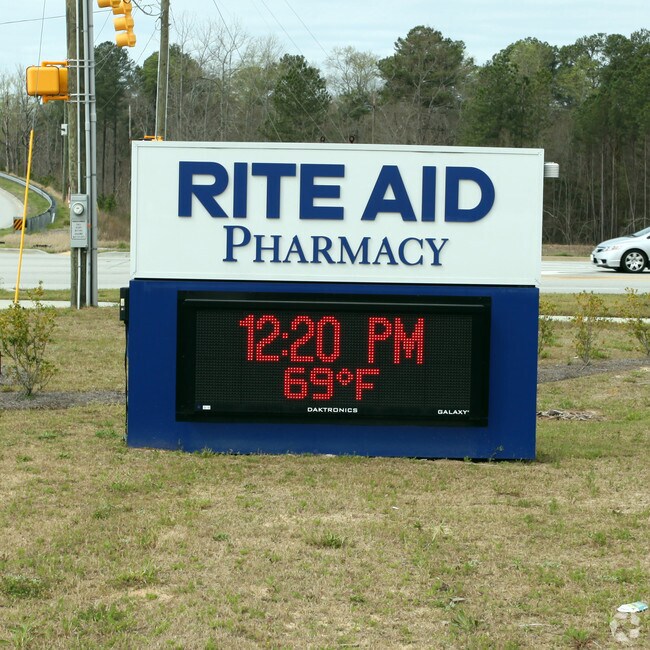 RITE AID
PHARMACY
12:20 PM
69°F
DAKTRONICS GALAXY